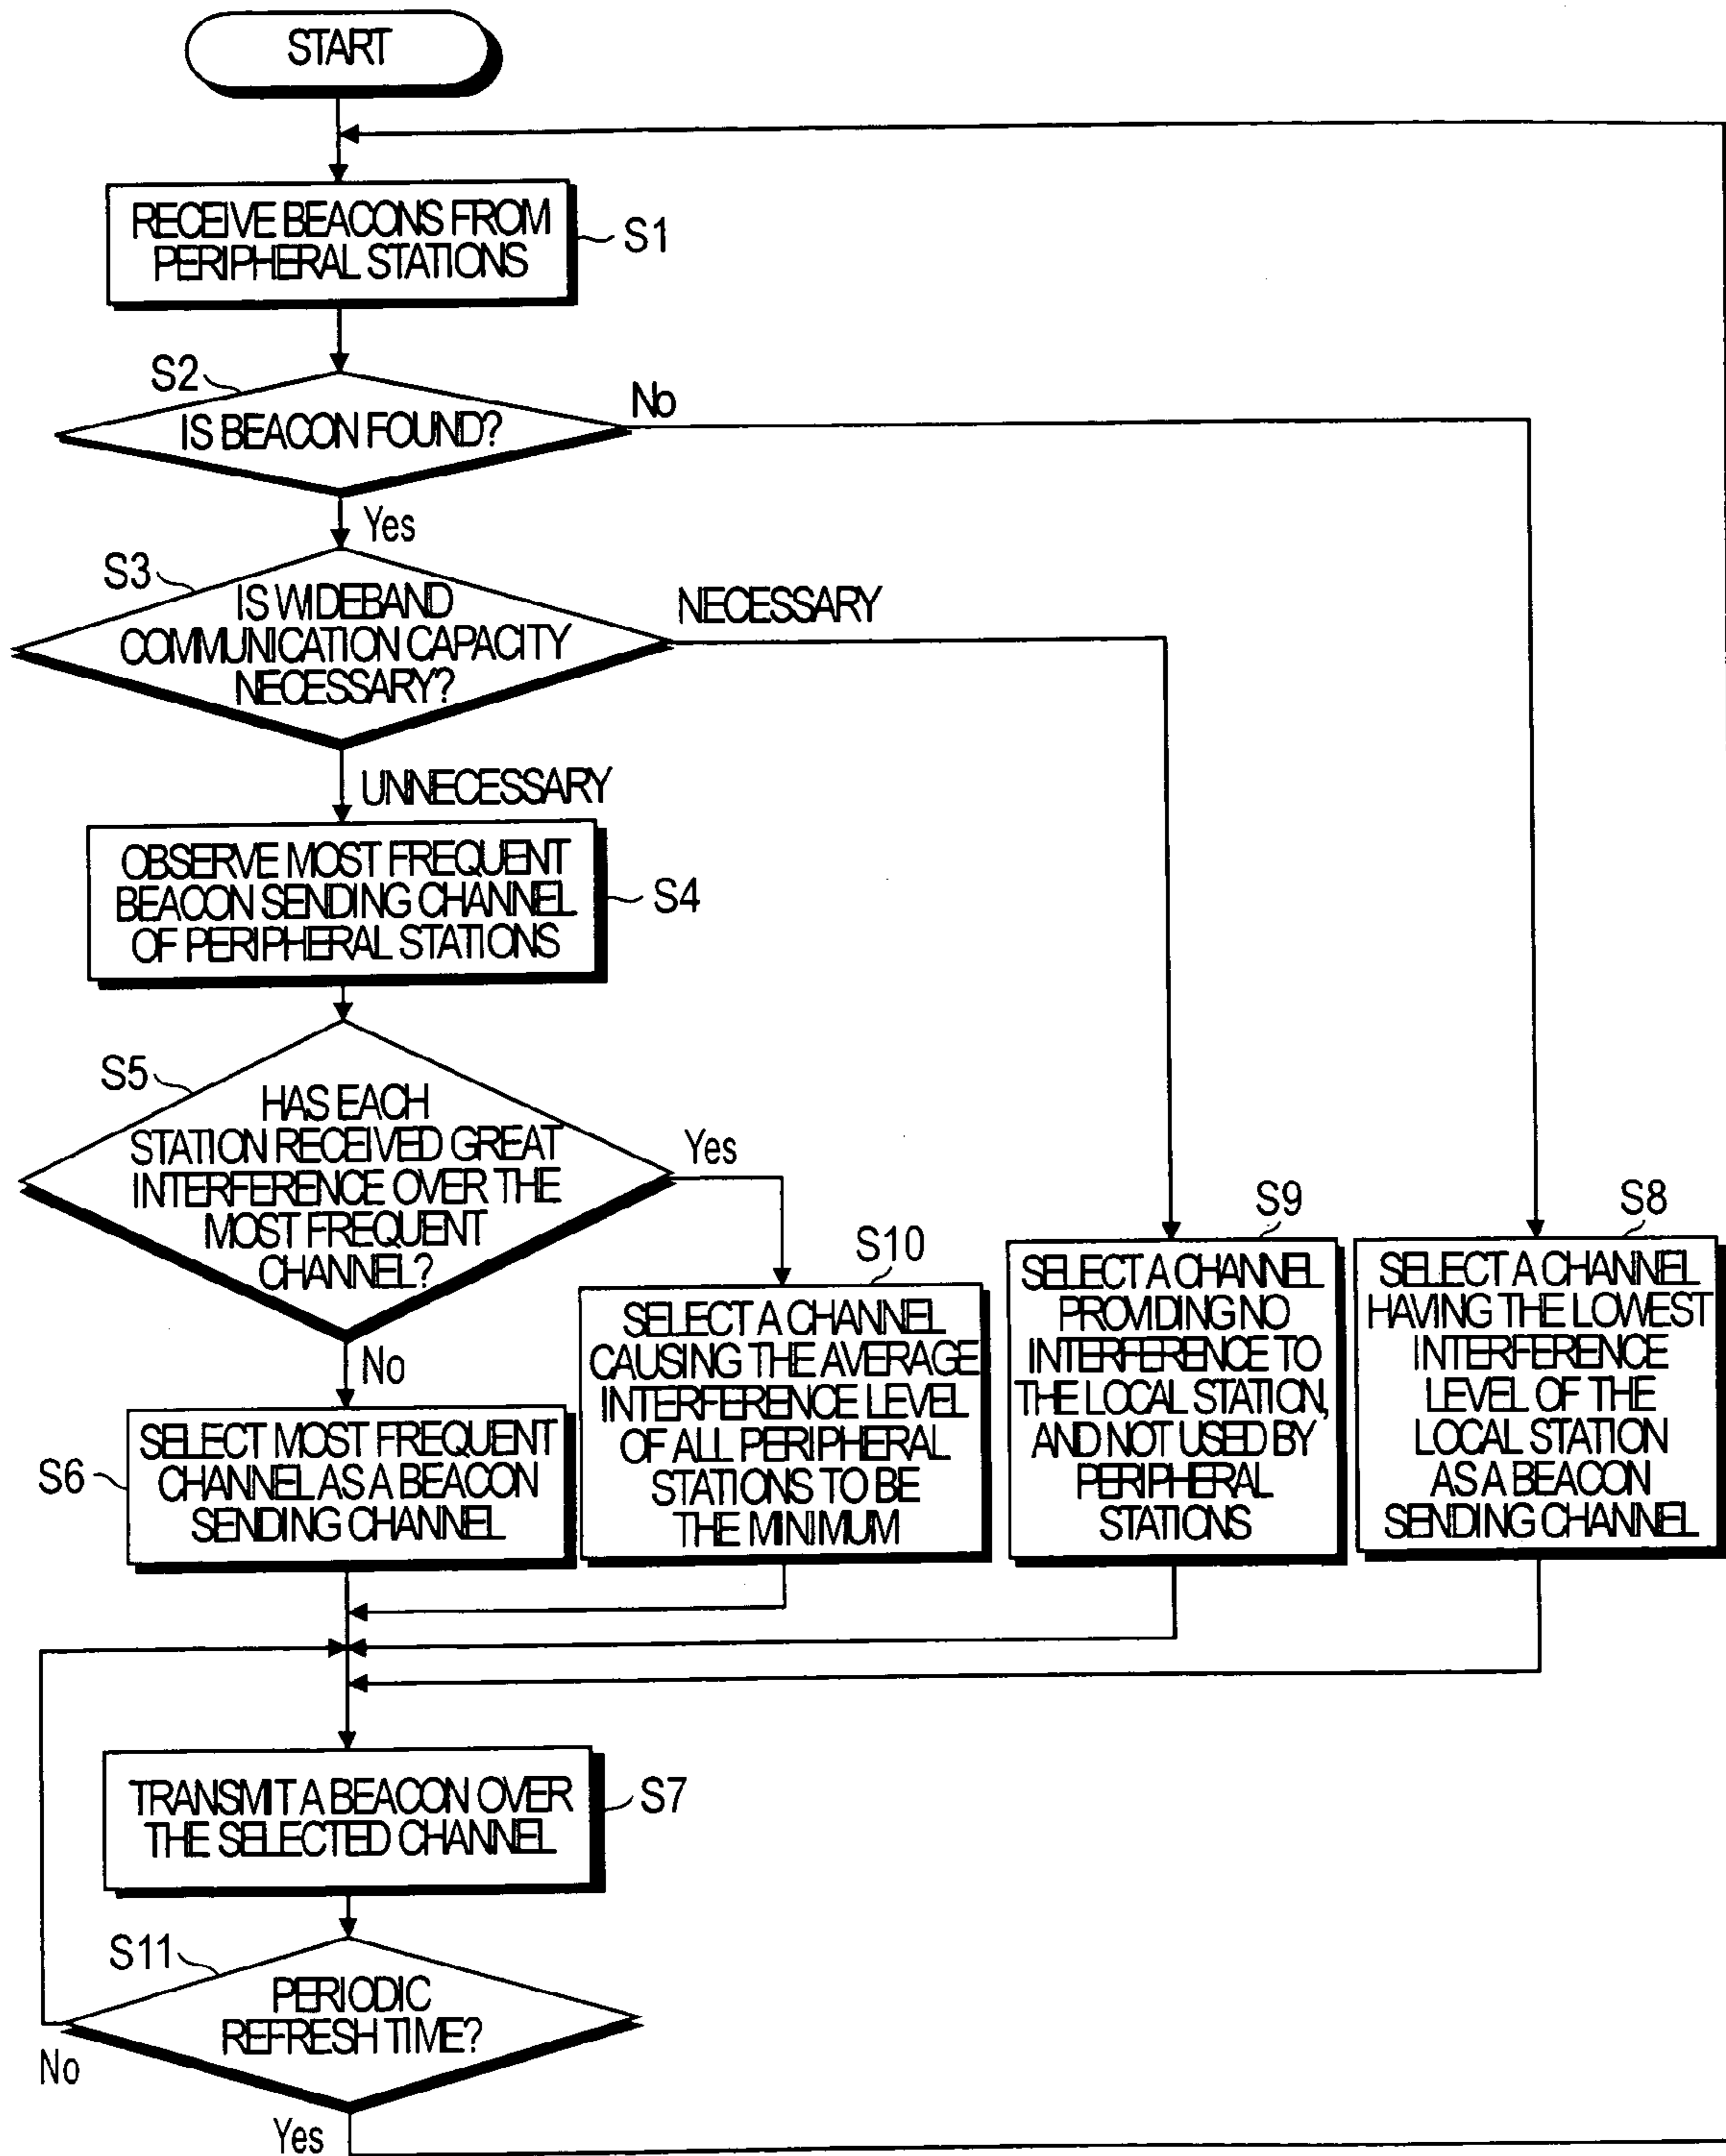 START
RECEIVE BEACONS FROM
PERIPHERAL STATIONS
S1
S2
IS BEACON FOUND?
No
Yes
S3
IS WIDEBAND
COMMUNICATION CAPACITY
NECESSARY?
NECESSARY
UNNECESSARY
OBSERVE MOST FREQUENT
BEACON SENDING CHANNEL
OF PERIPHERAL STATIONS
S4
S5
HAS EACH
STATION RECEIVED GREAT
INTERFERENCE OVER THE
MOST FREQUENT
CHANNEL?
Yes
No
S10
SELECT A CHANNEL
CAUSING THE AVERAGE
INTERFERENCE LEVEL
OF ALL PERIPHERAL
STATIONS TO BE
THE MINIMUM
S9
SELECT A CHANNEL
PROVIDING NO
INTERFERENCE TO
THE LOCAL STATION,
AND NOT USED BY
PERIPHERAL
STATIONS
S8
SELECT A CHANNEL
HAVING THE LOWEST
INTERFERENCE
LEVEL OF THE
LOCAL STATION
AS A BEACON
SENDING CHANNEL
S6
SELECT MOST FREQUENT
CHANNEL AS A BEACON
SENDING CHANNEL
TRANSMIT A BEACON OVER
THE SELECTED CHANNEL
S7
S11
PERIODIC
REFRESH TIME?
No
Yes